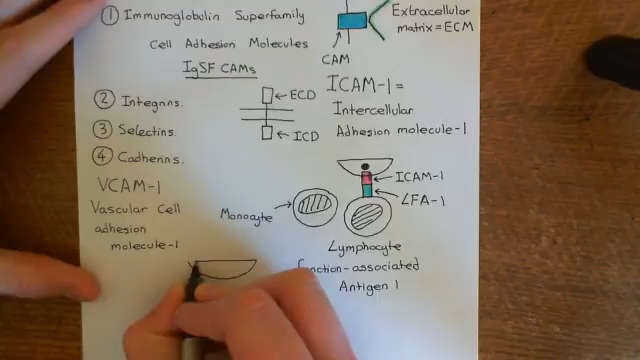 ① Immunoglobulin Superfamily
Cell Adhesion Molecules
IgSF CAMs
Extracellular
matrix = ECM
CAM
② Integrins.
③ Selectins.
④ Cadherins.
ECD
ICD
ICAM-1 =
Intercellular
Adhesion molecule-1
VCAM-1
Vascular Cell
adhesion
molecule-1
Monocyte
ICAM-1
LFA-1
Lymphocyte
function-associated
Antigen 1